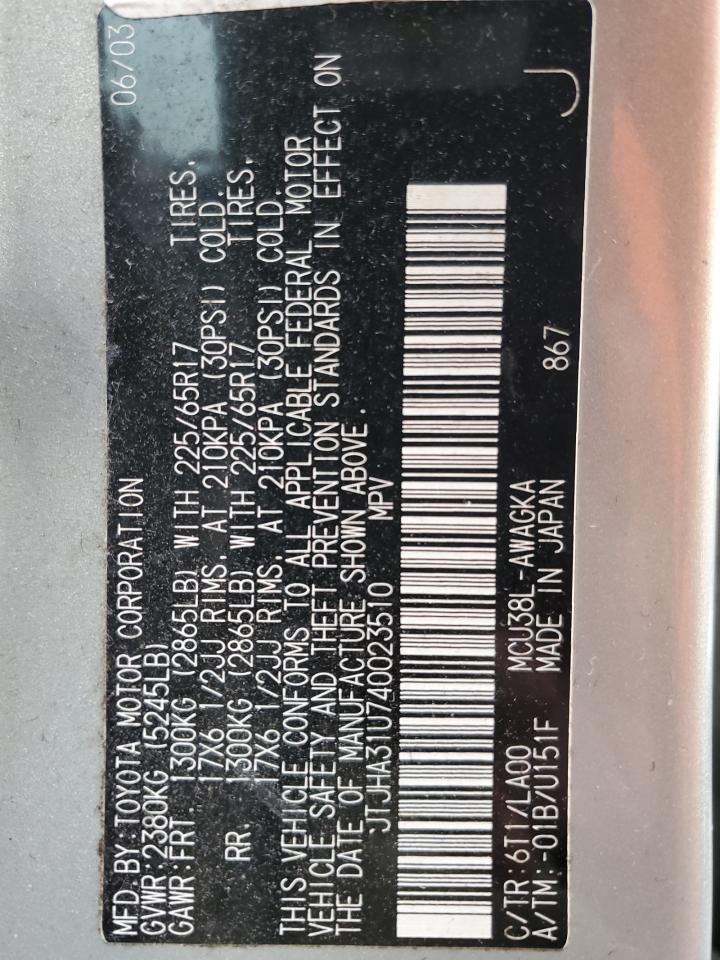 MFD. BY: TOYOTA MOTOR CORPORATION 06/03
GVWR: 2380KG (5245LB)
GAWR: FRT. 1300KG (2865LB) WITH 225/65R17 TIRES,
17X6 1/2JJ RIMS, AT 210KPA (30PSI) COLD.
RR. 1300KG (2865LB) WITH 225/65R17 TIRES,
17X6 1/2JJ RIMS, AT 210KPA (30PSI) COLD.
THIS VEHICLE CONFORMS TO ALL APPLICABLE FEDERAL MOTOR
VEHICLE SAFETY AND THEFT PREVENTION STANDARDS IN EFFECT ON
THE DATE OF MANUFACTURE SHOWN ABOVE.
JTJHA31U740023510 MPV
C/TR: 6T1/LA00 MCU38L-AWAGKA
A/TM: -01B/U151F MADE IN JAPAN 867 J